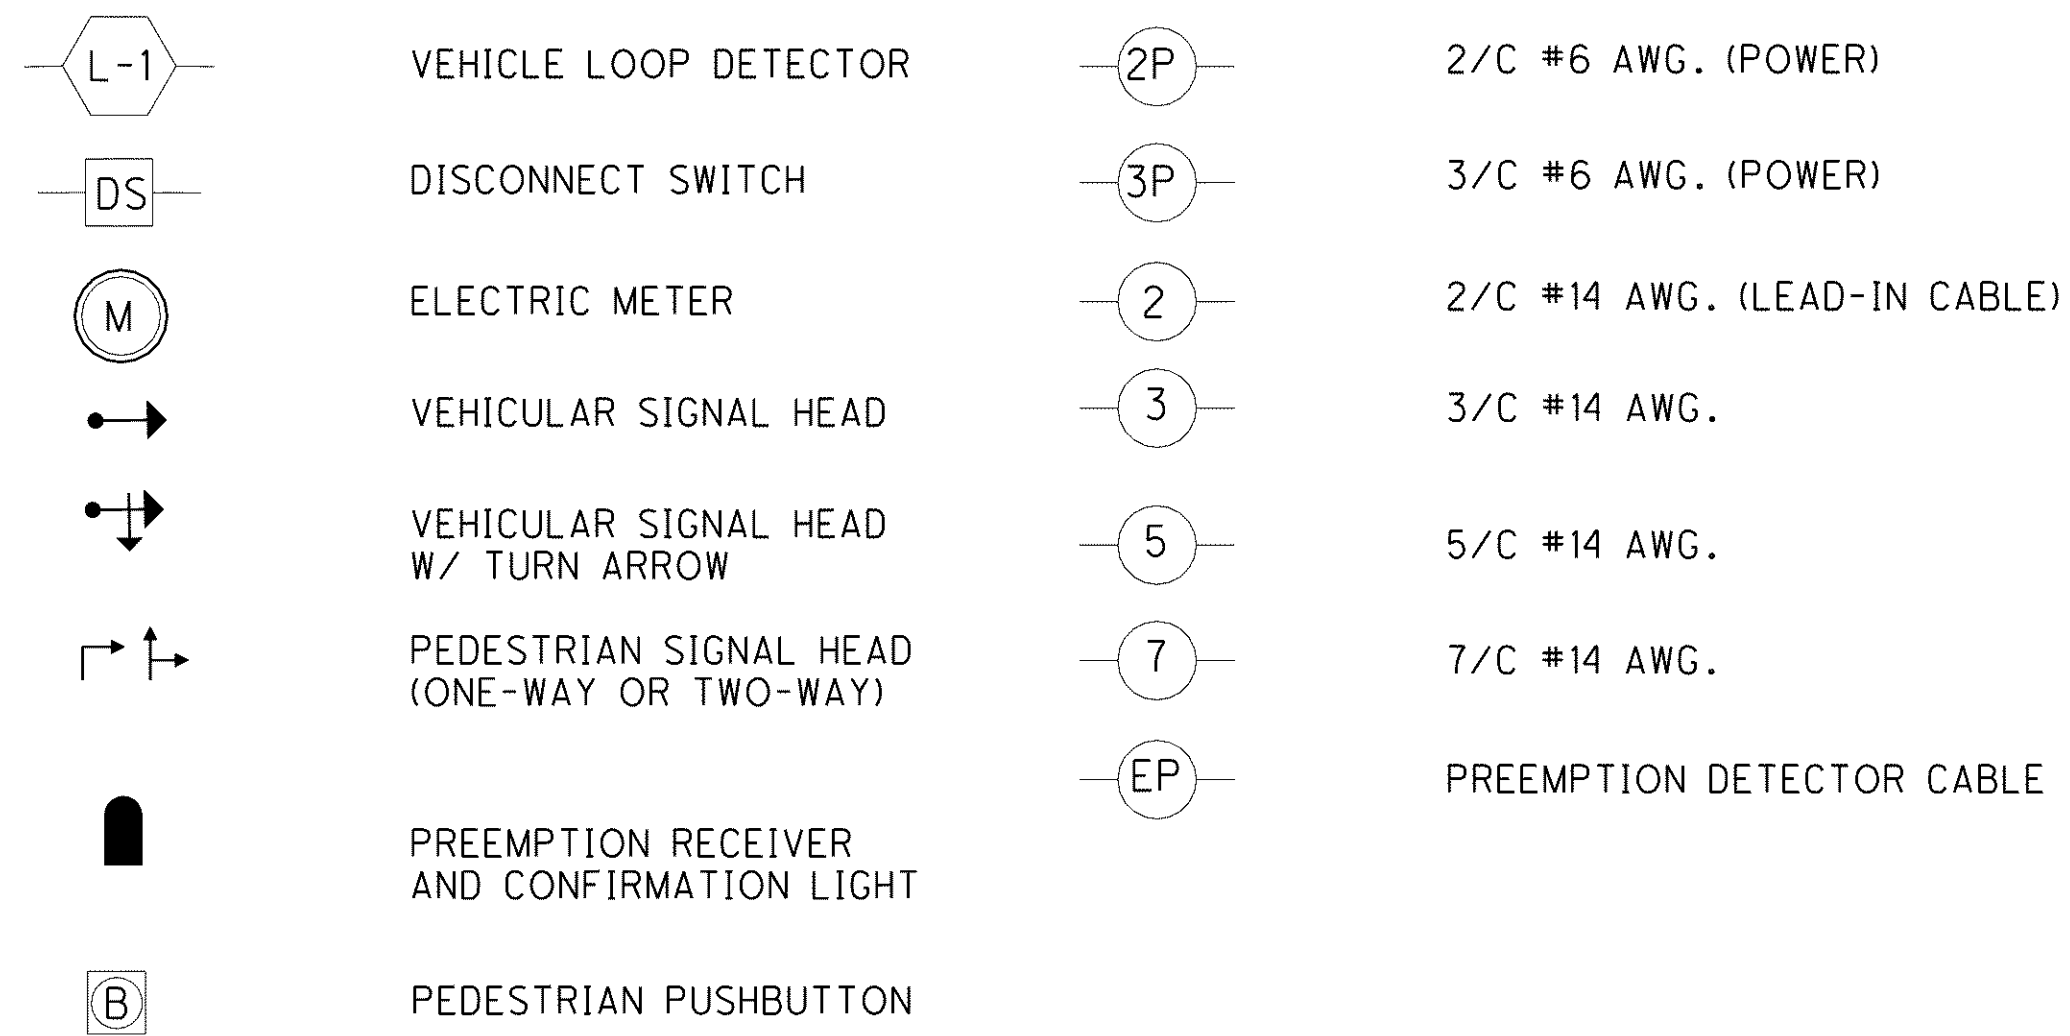 L-1 VEHICLE LOOP DETECTOR
DS DISCONNECT SWITCH
M ELECTRIC METER
VEHICULAR SIGNAL HEAD
VEHICULAR SIGNAL HEAD
W/ TURN ARROW
PEDESTRIAN SIGNAL HEAD
(ONE-WAY OR TWO-WAY)
PREEMPTION RECEIVER
AND CONFIRMATION LIGHT
B PEDESTRIAN PUSHBUTTON
2P 2/C #6 AWG. (POWER)
3P 3/C #6 AWG. (POWER)
2 2/C #14 AWG. (LEAD-IN CABLE)
3 3/C #14 AWG.
5 5/C #14 AWG.
7 7/C #14 AWG.
EP PREEMPTION DETECTOR CABLE